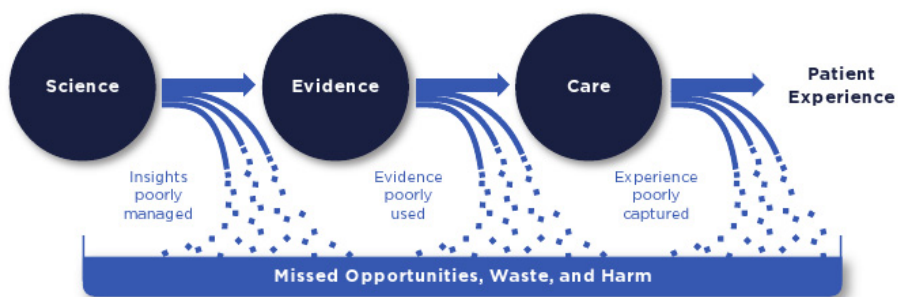 Science
Evidence
Care
Patient
Experience
Insights
poorly
managed
Evidence
poorly
used
Experience
poorly
captured
Missed Opportunities, Waste, and Harm